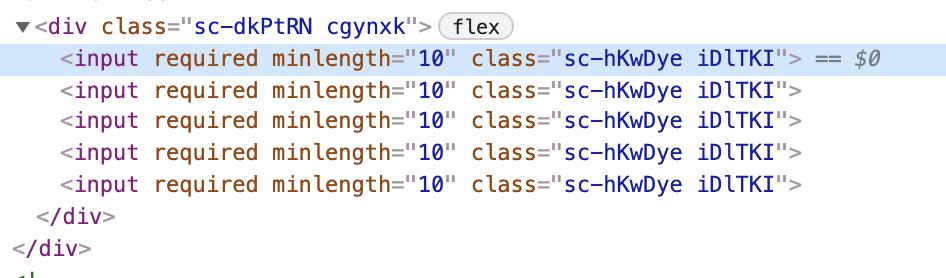 ▼<div class="sc-dkPtRN cgynxk"> flex
<input required minlength="10" class="sc-hKwDye iDlTKI"> == $0
<input required minlength="10" class="sc-hKwDye iDlTKI">
<input required minlength="10" class="sc-hKwDye iDlTKI">
<input required minlength="10" class="sc-hKwDye iDlTKI">
<input required minlength="10" class="sc-hKwDye iDlTKI">
</div>
</div>